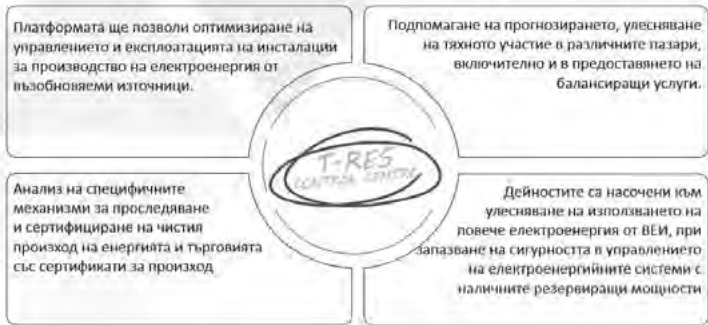 Платформата ще позволи оптимизиране на
управлението и експлоатацията на инсталации
за производство на електроенергия от
възобновяеми източници.
Подпомагане на прогнозирането, улесняване
на тяхното участие в различните пазари,
включително и в предоставянето на
балансиращи услуги.
T-RES
CONTROL CENTRE
Анализ на специфичните
механизми за проследяване
и сертифициране на чистия
произход на енергията и търговията
със сертификати за произход
Дейностите са насочени към
улесняване на използването на
повече електроенергия от ВЕИ, при
запазване на сигурността в управлението
на електроенергийните системи с
наличните резервиращи мощности